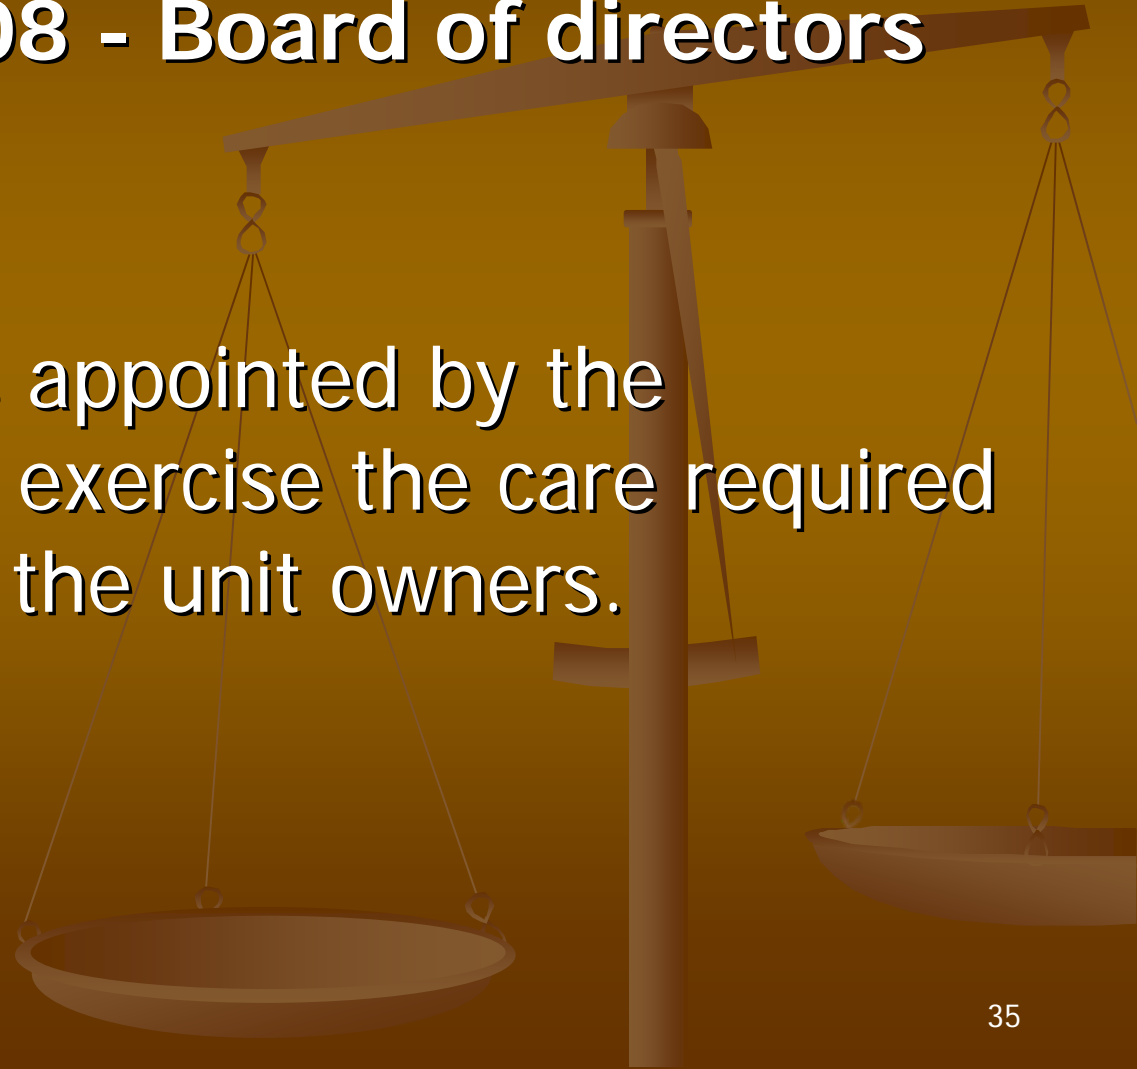 08 - Board of directors
appointed by the
exercise the care required
the unit owners.
35